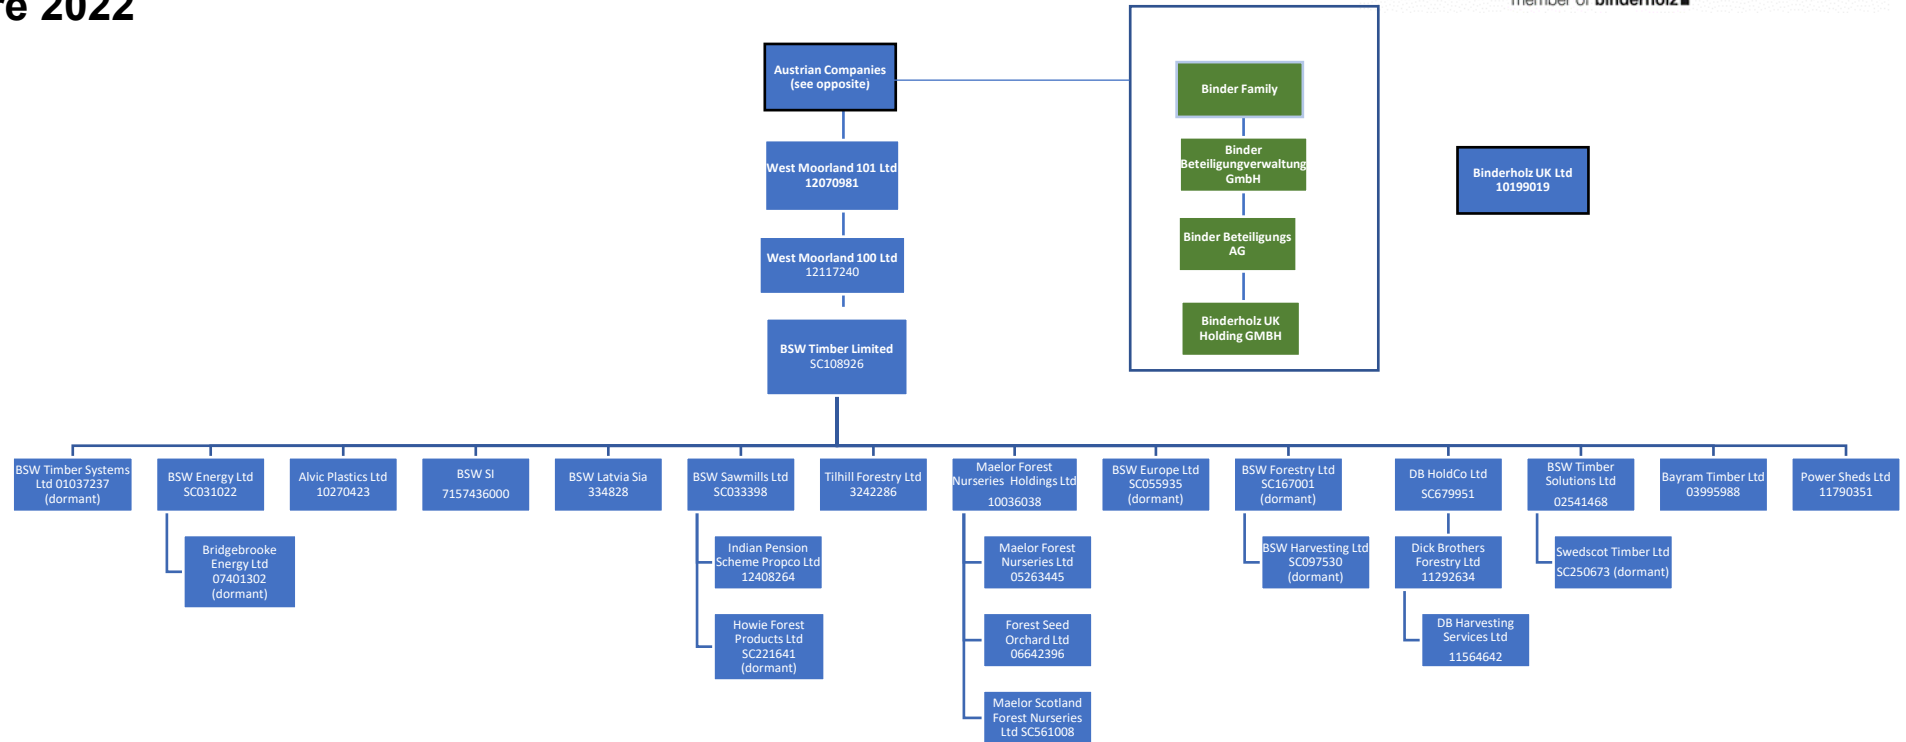 re 2022
member of binderholz
Austrian Companies
(see opposite)
Binder Family
West Moorland 101 Ltd
12070981
Binder
Beteiligungverwaltung
GmbH
Binderholz UK Ltd
10199019
West Moorland 100 Ltd
12117240
Binder Beteiligungs
AG
Binderholz UK
Holding GMBH
BSW Timber Limited
SC108926
BSW Timber Systems
Ltd 01037237
(dormant)
BSW Energy Ltd
SC031022
Alvic Plastics Ltd
10270423
BSW SI
7157436000
BSW Latvia Sia
334828
BSW Sawmills Ltd
SC033398
Tilhill Forestry Ltd
3242286
Maelor Forest
Nurseries Holdings Ltd
10036038
BSW Europe Ltd
SC055935
(dormant)
BSW Forestry Ltd
SC167001
(dormant)
DB HoldCo Ltd
SC679951
BSW Timber
Solutions Ltd
02541468
Bayram Timber Ltd
03995988
Power Sheds Ltd
11790351
Bridgebrooke
Energy Ltd
07401302
(dormant)
Indian Pension
Scheme Propco Ltd
12408264
Maelor Forest
Nurseries Ltd
05263445
BSW Harvesting Ltd
SC097530
(dormant)
Dick Brothers
Forestry Ltd
11292634
Swedscot Timber Ltd
SC250673 (dormant)
Howie Forest
Products Ltd
SC221641
(dormant)
Forest Seed
Orchard Ltd
06642396
DB Harvesting
Services Ltd
11564642
Maelor Scotland
Forest Nurseries
Ltd SC561008